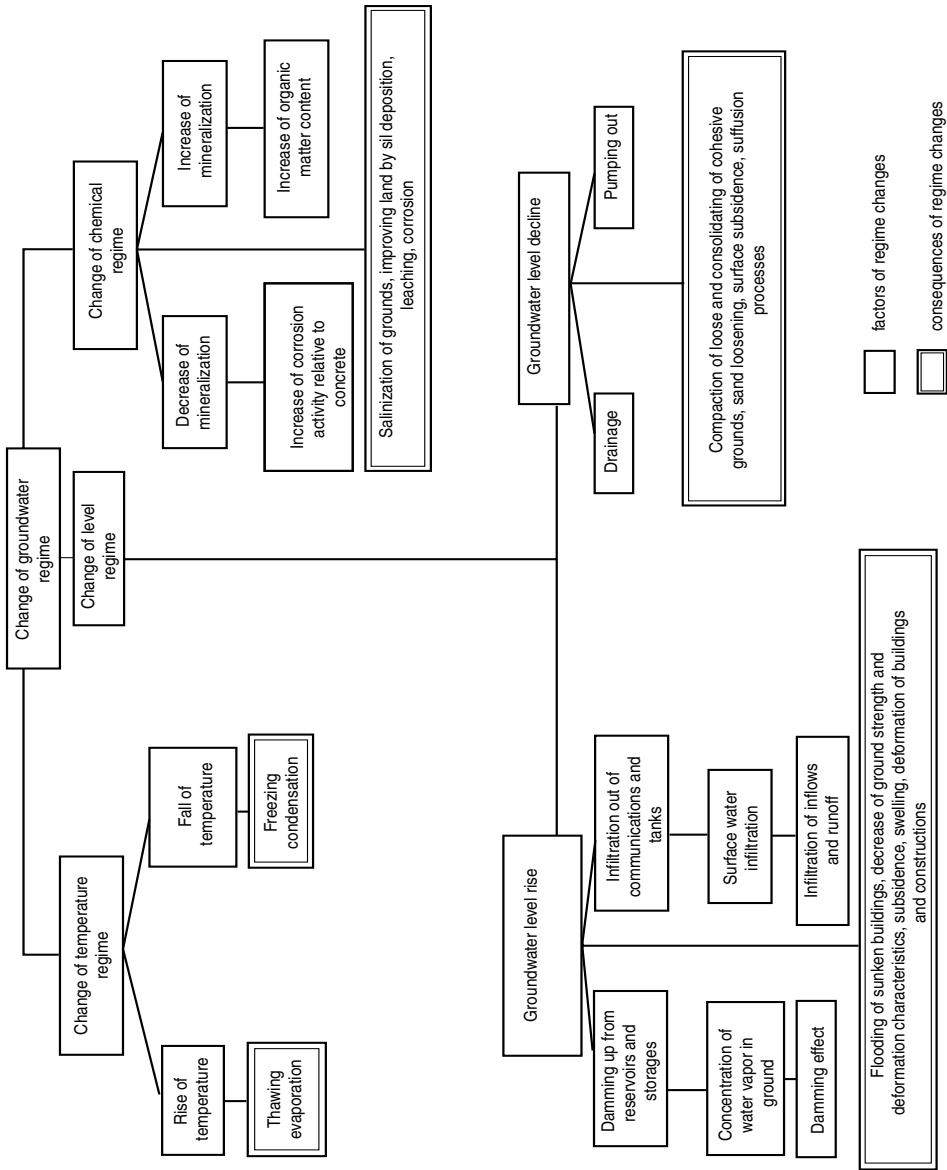 Change of groundwater
regime
Change of temperature
regime
Rise of
temperature
Thawing
evaporation
Fall of
temperature
Freezing
condensation
Change of level
regime
Change of chemical
regime
Decrease of
mineralization
Increase of corrosion
activity relative to
concrete
Increase of
mineralization
Increase of organic
matter content
Salinization of grounds, improving land by sil deposition,
leaching, corrosion
Groundwater level rise
Damming up from
reservoirs and
storages
Concentration of
water vapor in
ground
Damming effect
Infiltration out of
communications and
tanks
Surface water
infiltration
Infiltration of inflows
and runoff
Flooding of sunken buildings, decrease of ground strength and
deformation characteristics, subsidence, swelling, deformation of buildings
and constructions
Groundwater level decline
Drainage
Pumping out
Compaction of loose and consolidating of cohesive
grounds, sand loosening, surface subsidence, suffusion
processes
factors of regime changes
consequences of regime changes